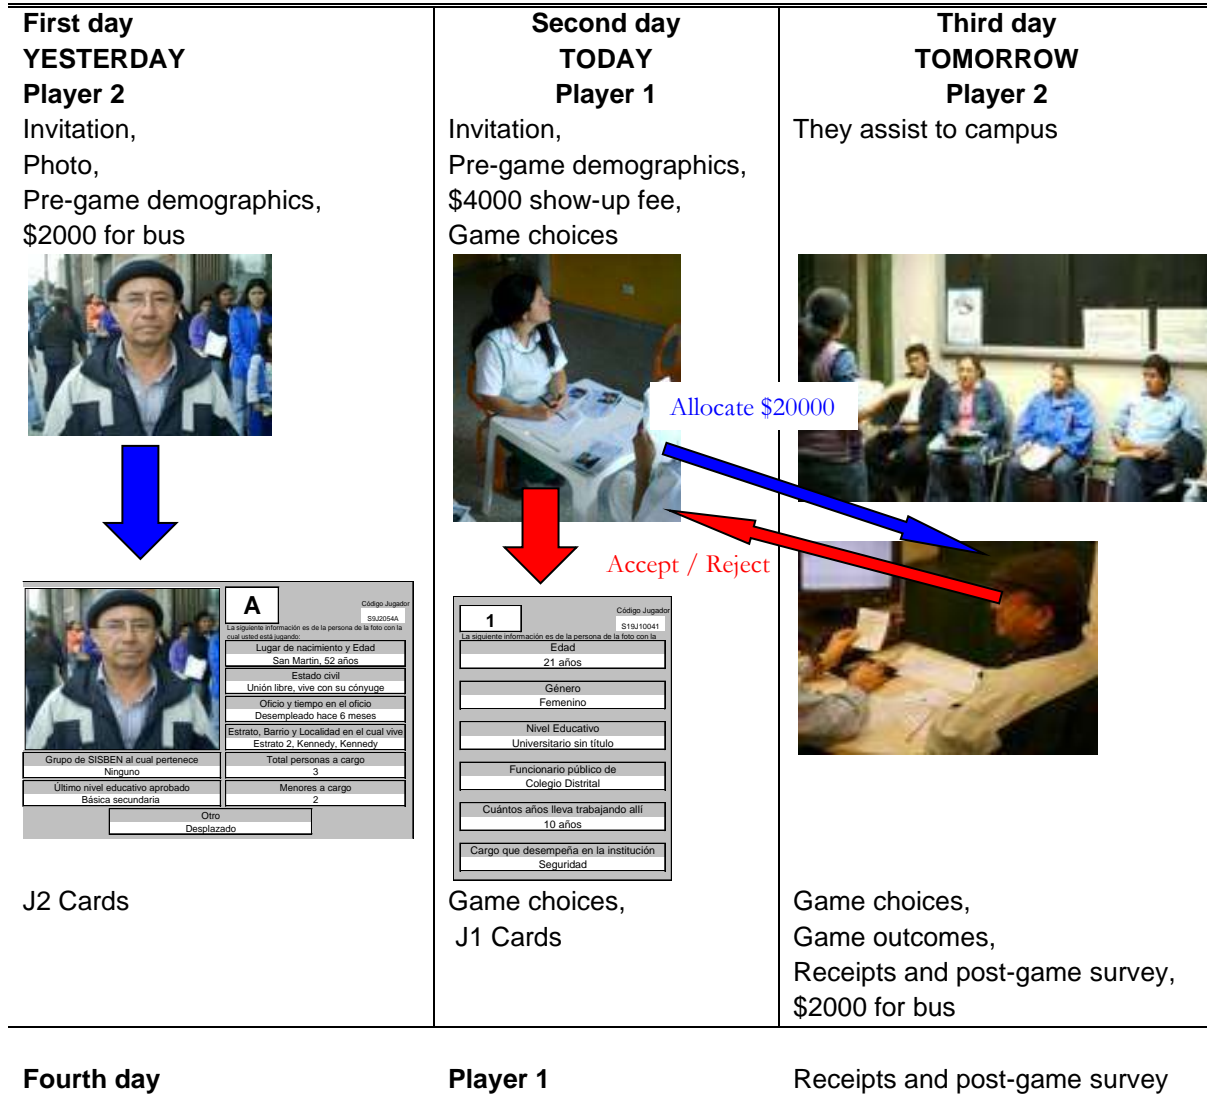 First day
YESTERDAY
Player 2
Invitation,
Photo,
Pre-game demographics,
$2000 for bus
A
Código Jugador
S9J2054A
La siguiente información es de la persona de la foto con la
cual usted está jugando:
Lugar de nacimiento y Edad
San Martin, 52 años
Estado civil
Unión libre, vive con su cónyuge
Oficio y tiempo en el oficio
Desempleado hace 6 meses
Estrato, Barrio y Localidad en el cual vive
Estrato 2, Kennedy, Kennedy
Grupo de SISBEN al cual pertenece
Ninguno
Total personas a cargo
3
Último nivel educativo aprobado
Básica secundaria
Menores a cargo
2
Otro
Desplazado
J2 Cards
Second day
TODAY
Player 1
Invitation,
Pre-game demographics,
$4000 show-up fee,
Game choices
Allocate $20000
Accept / Reject
1
Código Jugador
S19J10041
La siguiente información es de la persona de la foto con la
Edad
21 años
Género
Femenino
Nivel Educativo
Universitario sin título
Funcionario público de
Colegio Distrital
Cuántos años lleva trabajando allí
10 años
Cargo que desempeña en la institución
Seguridad
Game choices,
J1 Cards
Third day
TOMORROW
Player 2
They assist to campus
Game choices,
Game outcomes,
Receipts and post-game survey,
$2000 for bus
Fourth day
Player 1
Receipts and post-game survey